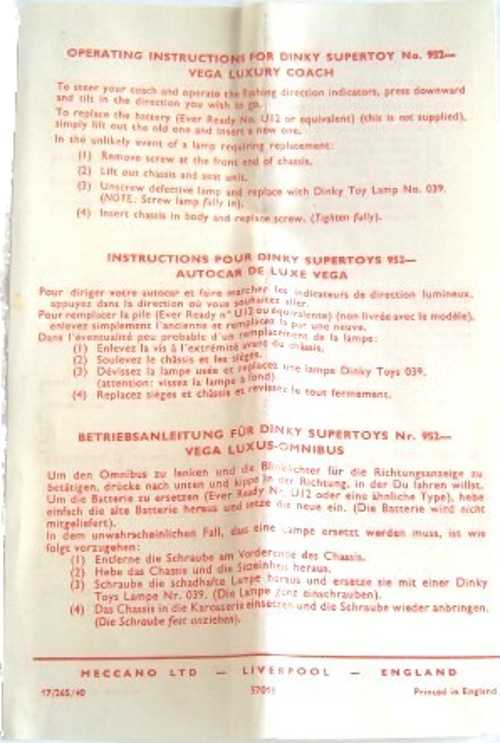 OPERATING INSTRUCTIONS FOR DINKY SUPERTOY No. 952—
VEGA LUXURY COACH
To steer your coach and operate the flashing direction indicators, press downward
and tilt in the direction you wish to go.
To replace the battery (Ever Ready No. U12 or equivalent) (this is not supplied),
simply lift out the old one and insert a new one.
In the unlikely event of a lamp requiring replacement:
(1) Remove screw at the front end of chassis.
(2) Lift out chassis and seat unit.
(3) Unscrew defective lamp and replace with Dinky Toy Lamp No. 039.
(NOTE: Screw lamp fully in).
(4) Insert chassis in body and replace screw. (Tighten fully).
INSTRUCTIONS POUR DINKY SUPERTOYS 952—
AUTOCAR DE LUXE VEGA
Pour diriger votre autocar et faire marcher les indicateurs de direction lumineux,
appuyez dans la direction où vous souhaitez aller.
Pour remplacer la pile (Ever Ready n° U12 ou équivalente) (non livrée avec le modèle),
enlevez simplement l'ancienne et remplacez la par une neuve.
Dans l'éventualité peu probable d'un remplacement de la lampe:
(1) Enlevez la vis à l'extrémité avant du châssis.
(2) Soulevez le châssis et les sièges.
(3) Dévissez la lampe usée et replacez une lampe Dinky Toys 039.
(attention: vissez la lampe à fond)
(4) Replacez sièges et châssis et revissez le tout fermement.
BETRIEBSANLEITUNG FÜR DINKY SUPERTOYS Nr. 952—
VEGA LUXUS-OMNIBUS
Um den Omnibus zu lenken und die Blinklichter für die Richtungsanzeige zu
betätigen, drücke nach unten und kippe in der Richtung, in der Du fahren willst.
Um die Batterie zu ersetzen (Ever Ready Nr. U12 oder eine ähnliche Type), hebe
einfach die alte Batterie heraus und setze die neue ein. (Die Batterie wird nicht
mitgeliefert).
In dem unwahrscheinlichen Fall, das eine Lampe ersetzt werden muss, ist wie
folgt vorzugehen:
(1) Entferne die Schraube am Vorderende des Chassis.
(2) Hebe das Chassis und die Sitzeinheit heraus.
(3) Schraube die schadhafte Lampe heraus und ersetze sie mit einer Dinky
Toys Lampe Nr. 039. (Die Lampe ganz einschrauben).
(4) Das Chassis in die Karosserie einsetzen und die Schraube wieder anbringen.
(Die Schraube fest anziehen).
MECCANO LTD — LIVERPOOL — ENGLAND
17/265/40 Printed in England